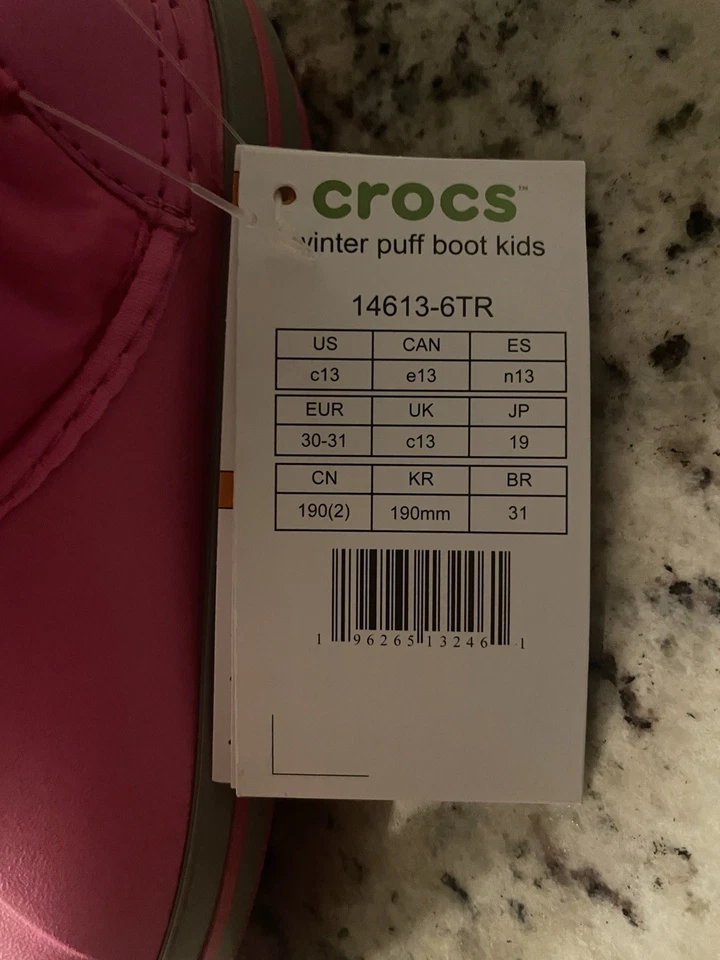 crocs™
winter puff boot kids
14613-6TR
US CAN ES
c13 e13 n13
EUR UK JP
30-31 c13 19
CN KR BR
190(2) 190mm 31
1 96265 13246 1